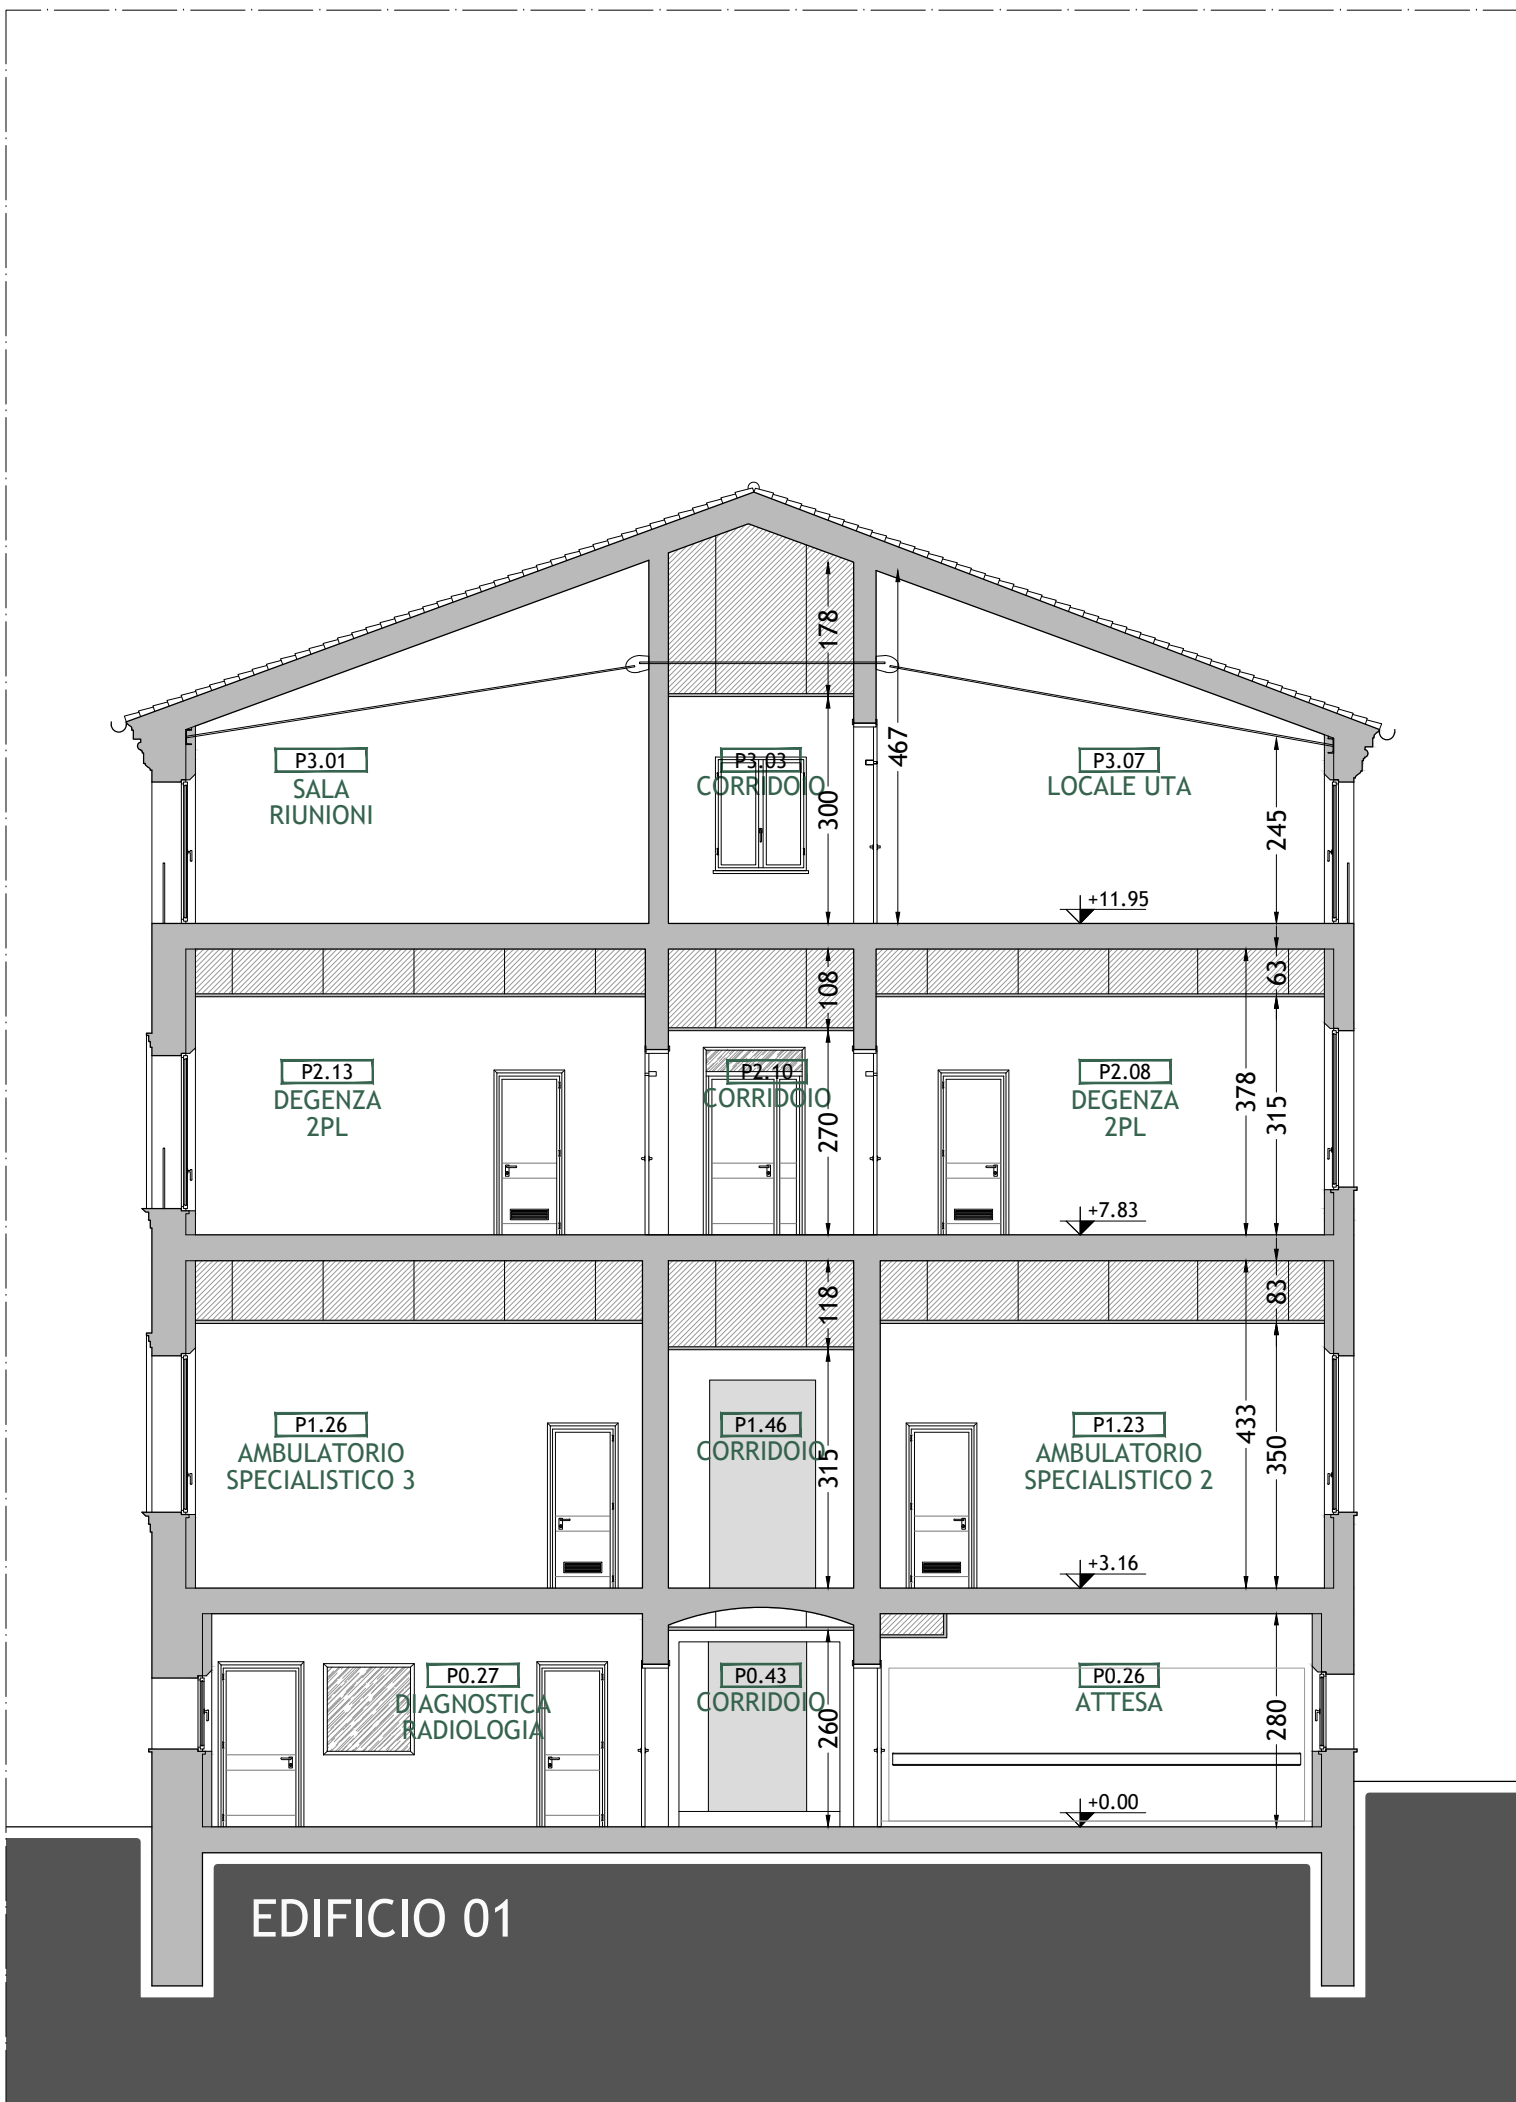 178
467
P3.01
SALA
RIUNIONI
P3.03
CORRIDOIO
300
P3.07
LOCALE UTA
245
+11.95
108
63
P2.13
DEGENZA
2PL
P2.10
CORRIDOIO
270
P2.08
DEGENZA
2PL
378
315
+7.83
118
83
P1.26
AMBULATORIO
SPECIALISTICO 3
P1.46
CORRIDOIO
315
P1.23
AMBULATORIO
SPECIALISTICO 2
433
350
+3.16
P0.27
DIAGNOSTICA
RADIOLOGIA
P0.43
CORRIDOIO
260
P0.26
ATTESA
280
+0.00
EDIFICIO 01